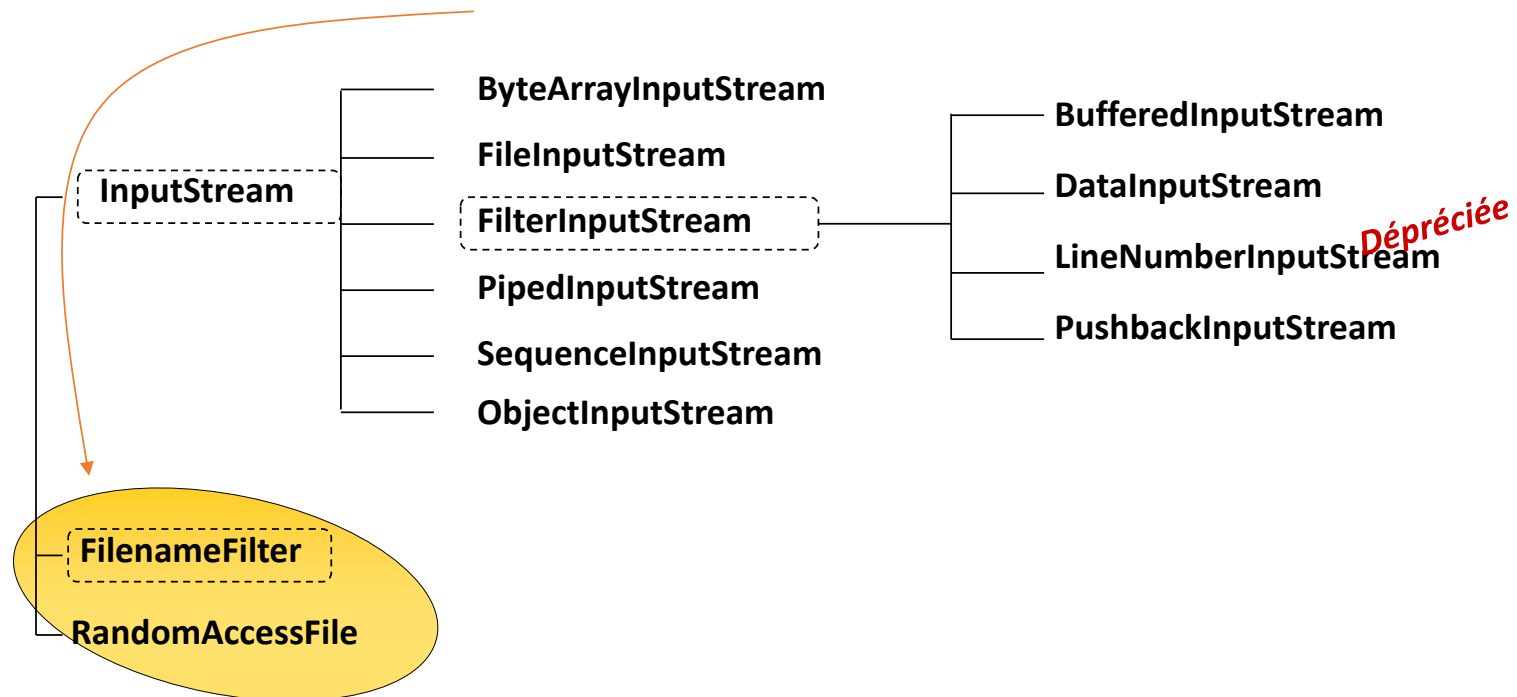 InputStream
ByteArrayInputStream
FileInputStream
FilterInputStream
PipedInputStream
SequenceInputStream
ObjectInputStream
BufferedInputStream
DataInputStream
LineNumberInputStream
Dépréciée
PushbackInputStream
FilenameFilter
RandomAccessFile